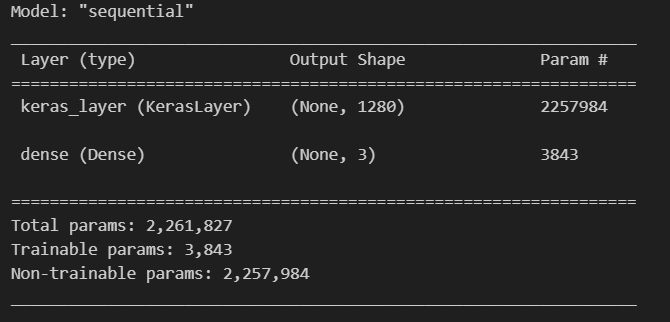 Model: "sequential"
_________________________________________________________________
Layer (type)                Output Shape              Param #
=================================================================
keras_layer (KerasLayer)    (None, 1280)              2257984
dense (Dense)               (None, 3)                 3843
=================================================================
Total params: 2,261,827
Trainable params: 3,843
Non-trainable params: 2,257,984
_________________________________________________________________